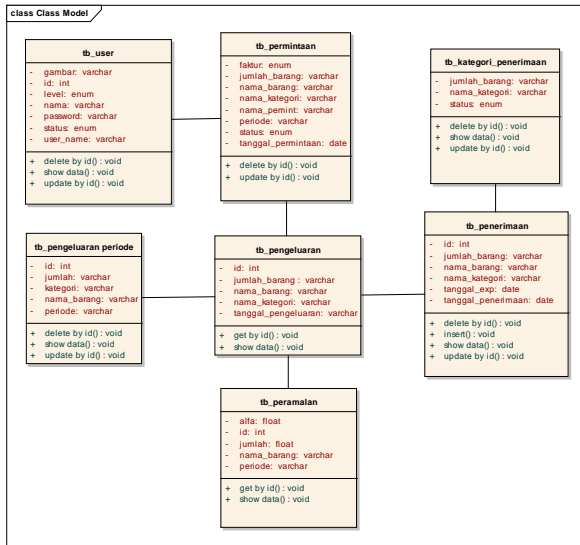 class Class Model
tb_user
- gambar: varchar
- id: int
- level: enum
- nama: varchar
- password: varchar
- status: enum
- user_name: varchar
+ delete by id() : void
+ show data() : void
+ update by id() : void
tb_permintaan
- faktur: enum
- jumlah_barang: varchar
- nama_barang: varchar
- nama_kategori: varchar
- nama_pemint: varchar
- periode: varchar
- status: enum
- tanggal_permintaan: date
+ delete by id() : void
+ update by id() : void
tb_kategori_penerimaan
- jumlah_barang: varchar
- nama_kategori: varchar
- status: enum
+ delete by id() : void
+ show data() : void
+ update by id() : void
tb_pengeluaran periode
- id: int
- jumlah: varchar
- kategori: varchar
- nama_barang: varchar
- periode: varchar
+ delete by id() : void
+ show data() : void
+ update by id() : void
tb_pengeluaran
- id: int
- jumlah_barang : varchar
- nama_barang: varchar
- nama_kategori: varchar
- tanggal_pengeluaran: varchar
+ get by id() : void
+ show data() : void
tb_penerimaan
- id: int
- jumlah_barang: varchar
- nama_barang: varchar
- nama_kategori: varchar
- tanggal_exp: date
- tanggal_penerimaan: date
+ delete by id() : void
+ insert() : void
+ show data() : void
+ update by id() : void
tb_peramalan
- alfa: float
- id: int
- jumlah: float
- nama_barang: varchar
- periode: varchar
+ get by id() : void
+ show data() : void